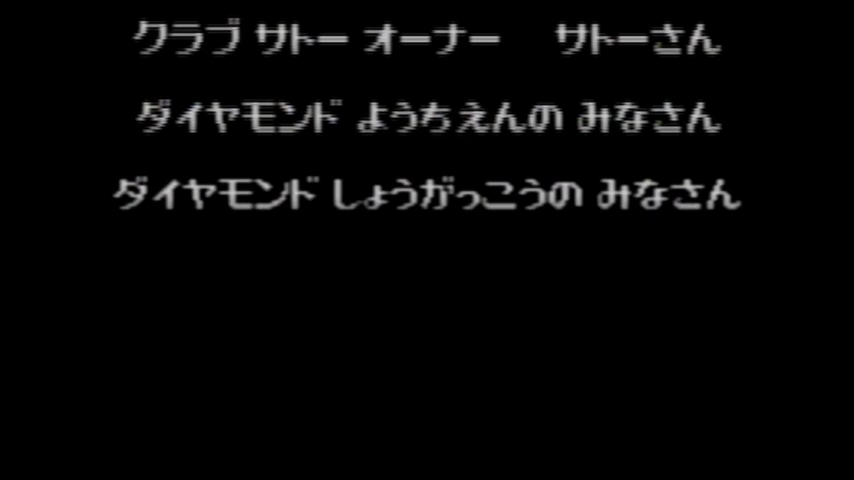 クラブ サトー オーナー　サトーさん
ダイヤモンド ようちえんの みなさん
ダイヤモンド しょうがっこうの みなさん